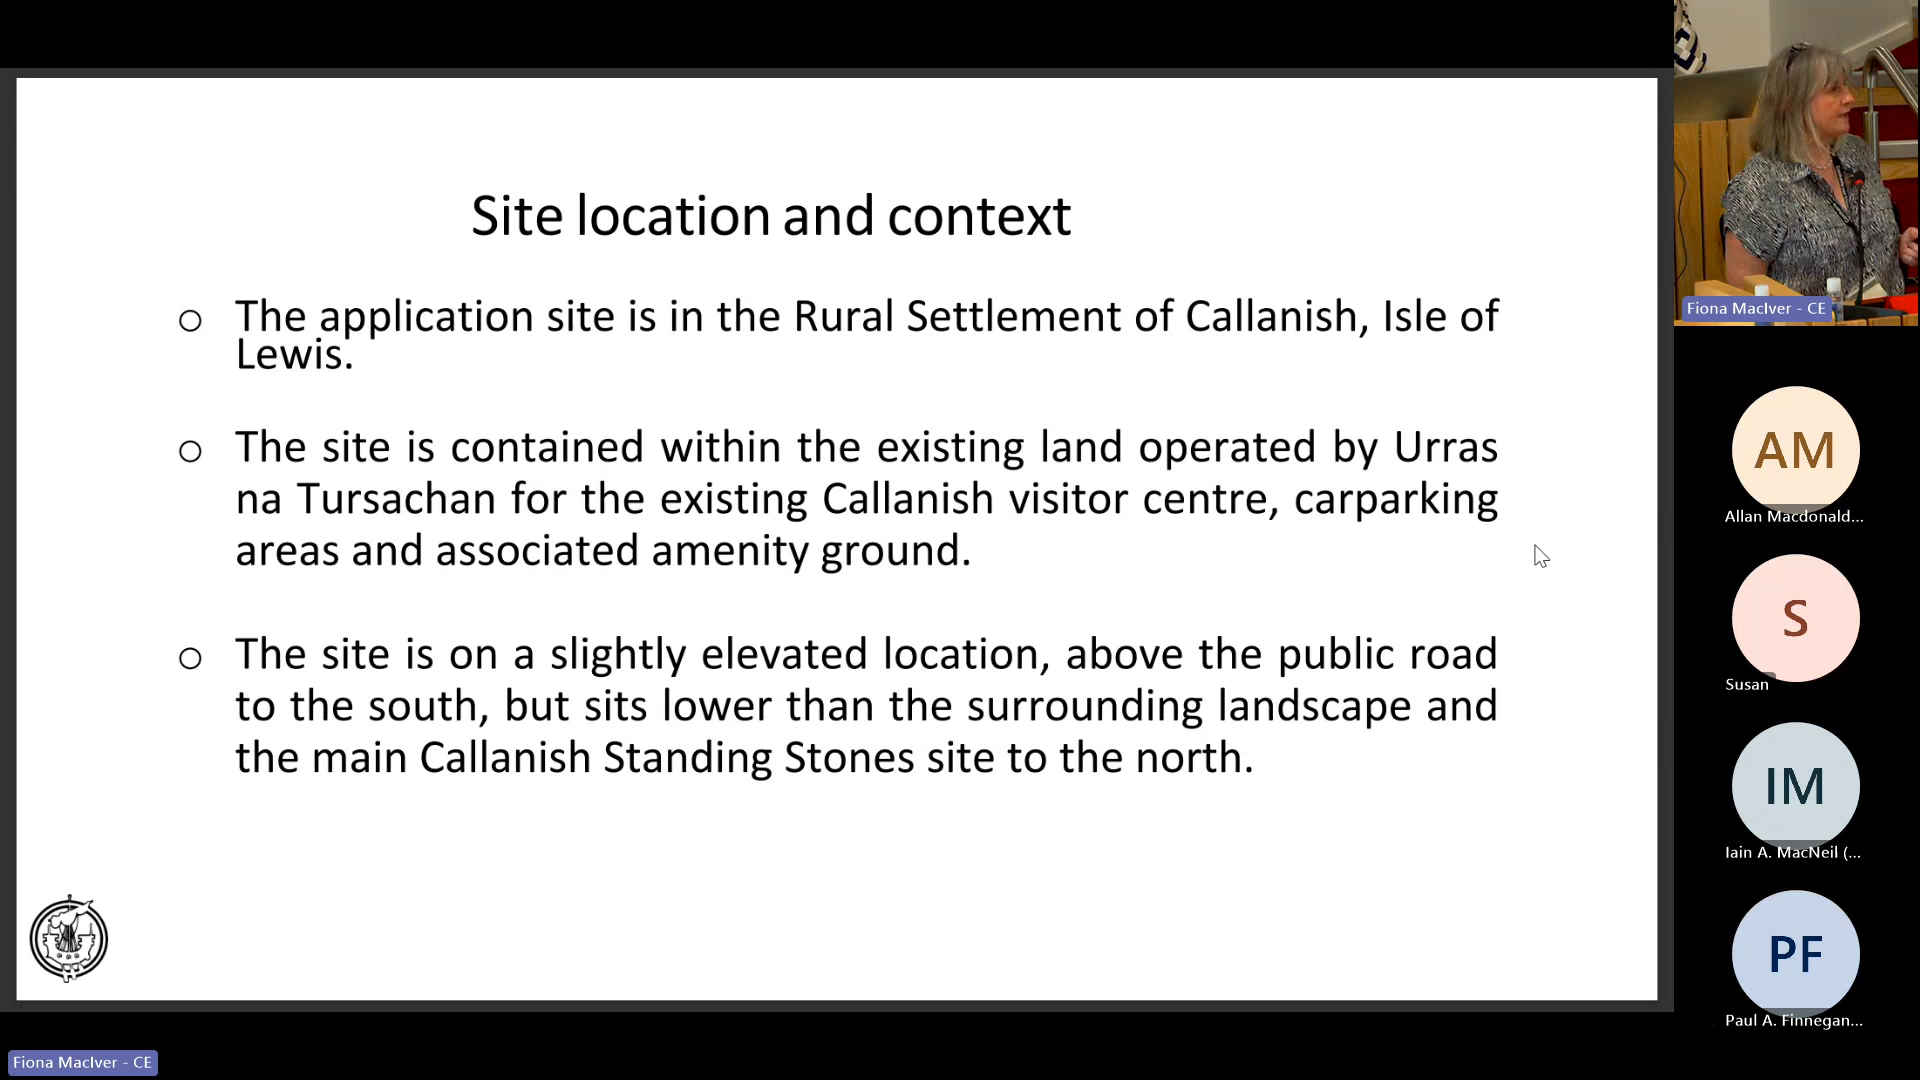 Site location and context
○ The application site is in the Rural Settlement of Callanish, Isle of
Lewis.
○ The site is contained within the existing land operated by Urras
na Tursachan for the existing Callanish visitor centre, carparking
areas and associated amenity ground.
○ The site is on a slightly elevated location, above the public road
to the south, but sits lower than the surrounding landscape and
the main Callanish Standing Stones site to the north.
Fiona MacIver - CE
AM
Allan Macdonald...
S
Susan
IM
Iain A. MacNeil (...
PF
Paul A. Finnegan...
Fiona MacIver - CE